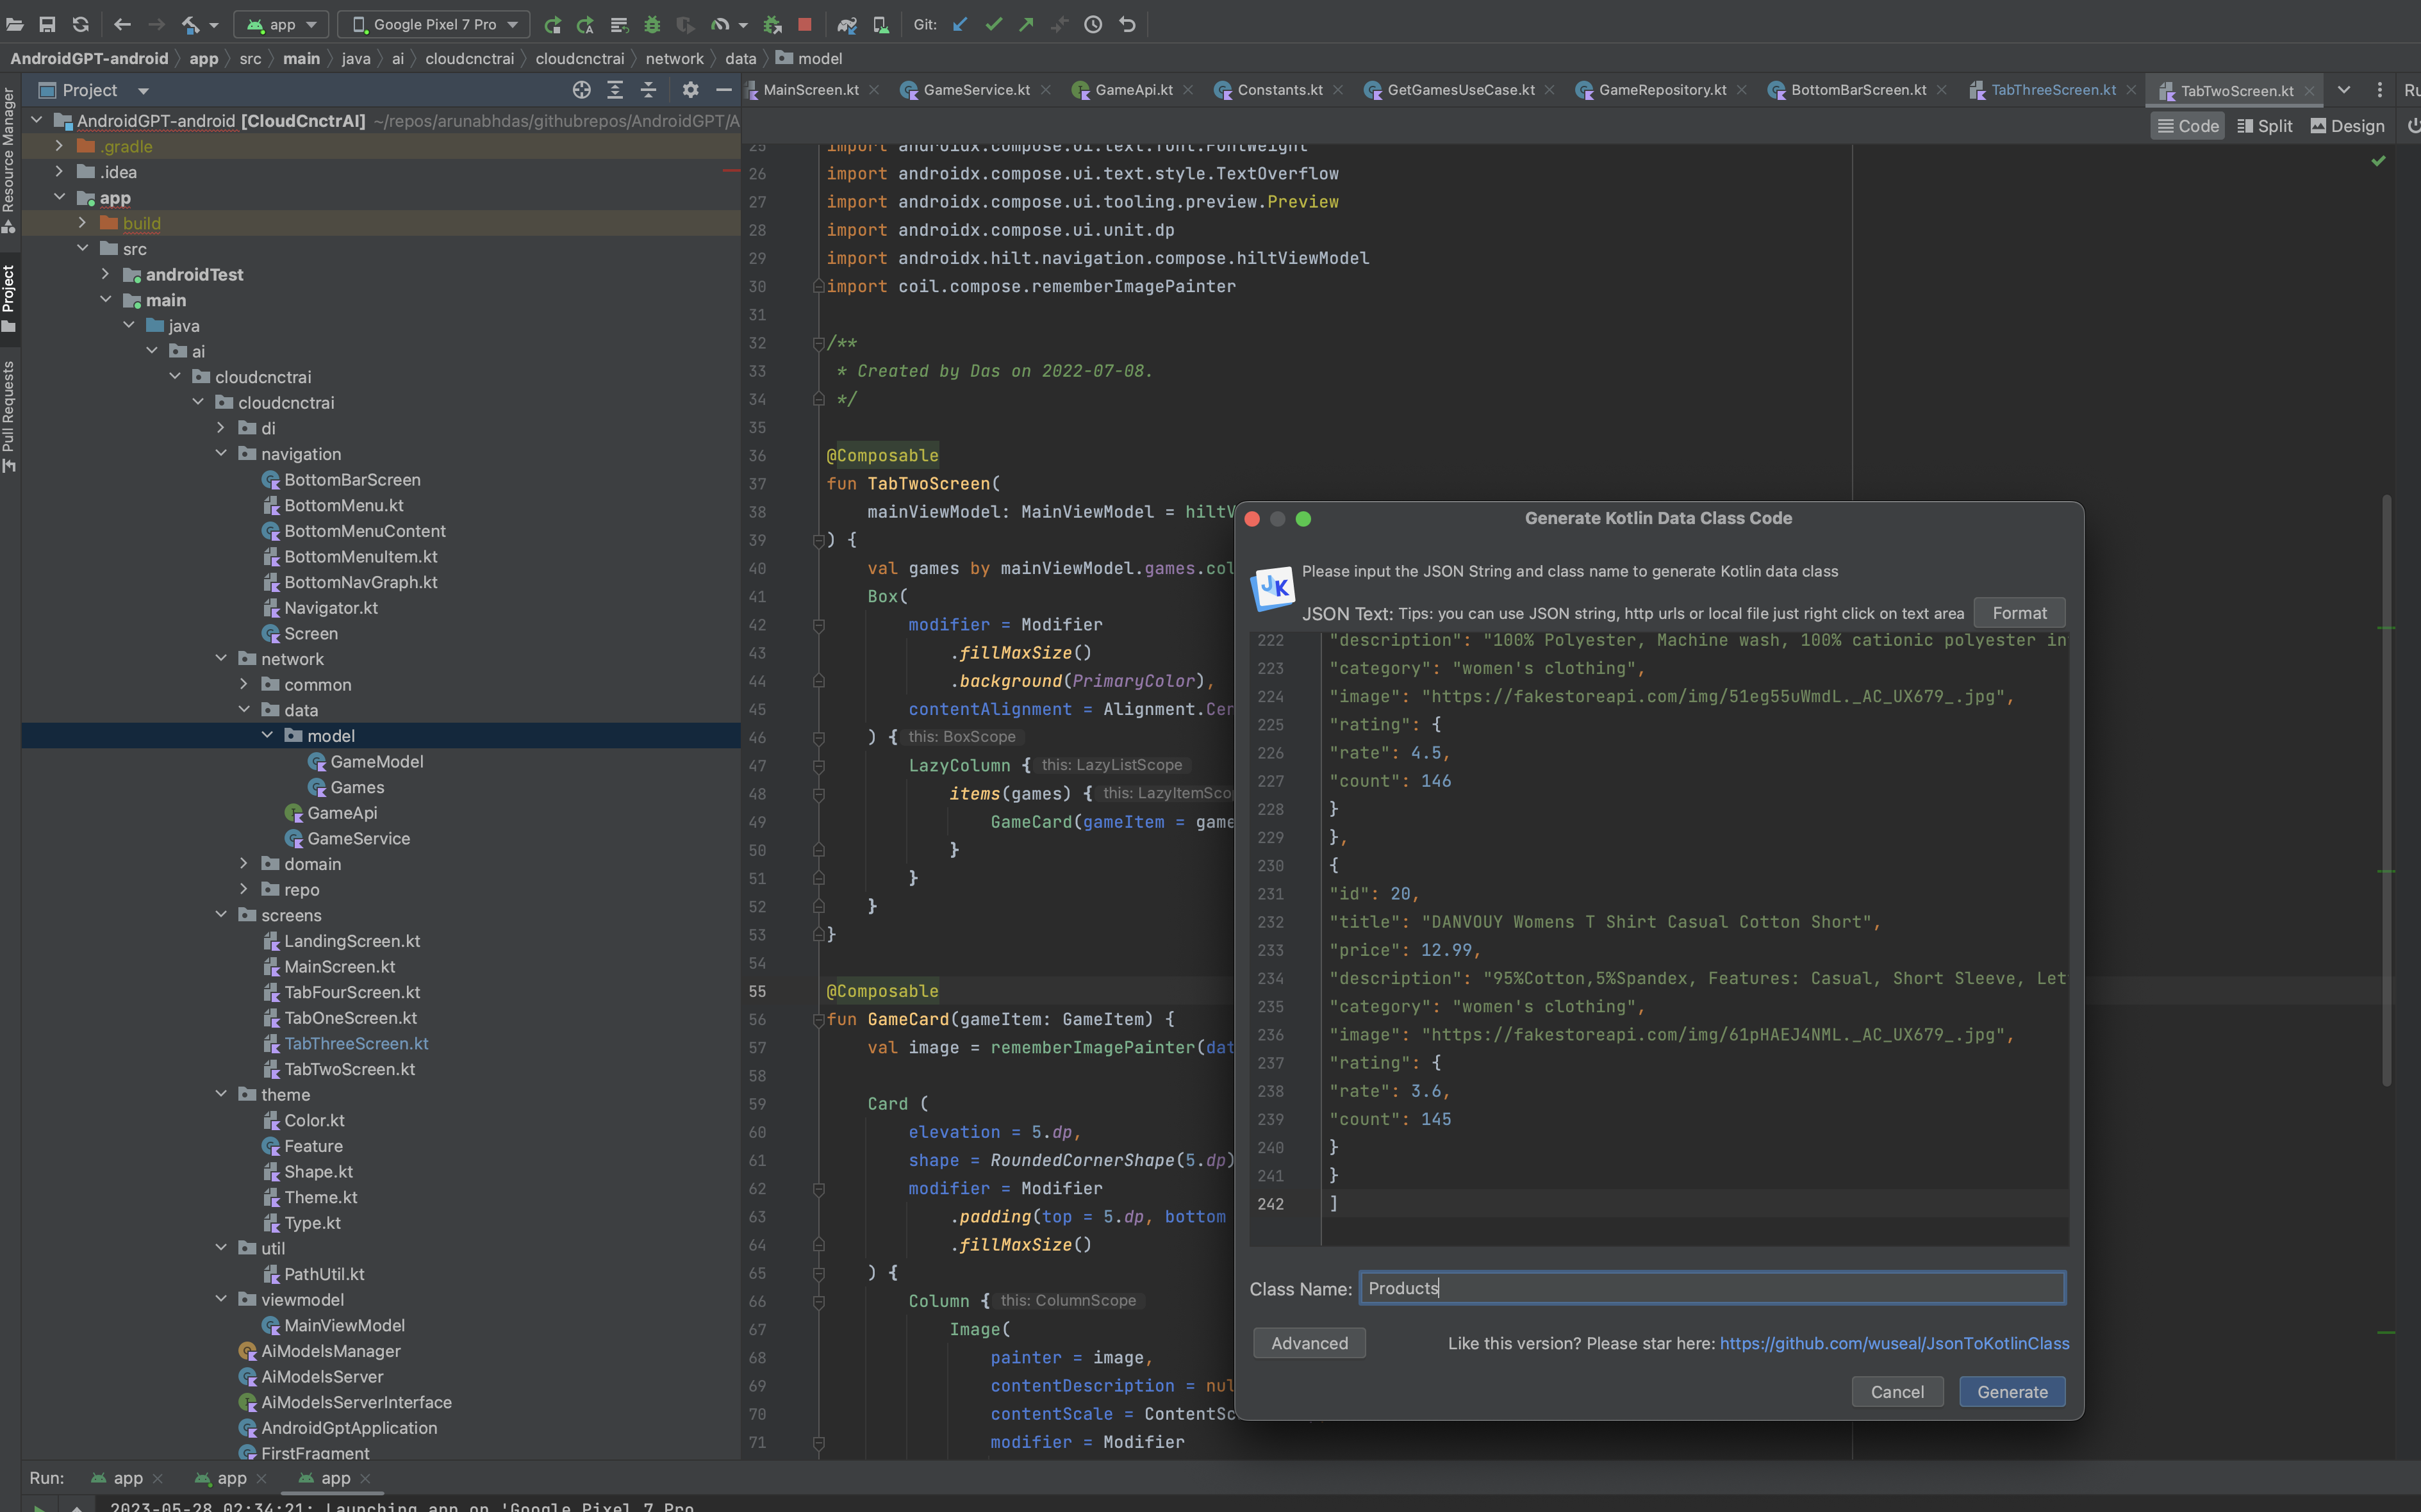 app
Google Pixel 7 Pro
Git:
AndroidGPT-android
app
src
main
java
ai
cloudcnctrai
cloudcnctrai
network
data
model
Project
MainScreen.kt
GameService.kt
GameApi.kt
Constants.kt
GetGamesUseCase.kt
GameRepository.kt
BottomBarScreen.kt
TabThreeScreen.kt
TabTwoScreen.kt
Code
Split
Design
Resource Manager
Project
Pull Requests
AndroidGPT-android [CloudCnctrAI] ~/repos/arunabhdas/githubrepos/AndroidGPT/A
.gradle
.idea
app
build
src
androidTest
main
java
ai
cloudcnctrai
cloudcnctrai
di
navigation
BottomBarScreen
BottomMenu.kt
BottomMenuContent
BottomMenuItem.kt
BottomNavGraph.kt
Navigator.kt
Screen
network
common
data
model
GameModel
Games
GameApi
GameService
domain
repo
screens
LandingScreen.kt
MainScreen.kt
TabFourScreen.kt
TabOneScreen.kt
TabThreeScreen.kt
TabTwoScreen.kt
theme
Color.kt
Feature
Shape.kt
Theme.kt
Type.kt
util
PathUtil.kt
viewmodel
MainViewModel
AiModelsManager
AiModelsServer
AiModelsServerInterface
AndroidGptApplication
FirstFragment
25 import androidx.compose.ui.text.font.FontWeight
26 import androidx.compose.ui.text.style.TextOverflow
27 import androidx.compose.ui.tooling.preview.Preview
28 import androidx.compose.ui.unit.dp
29 import androidx.hilt.navigation.compose.hiltViewModel
30 import coil.compose.rememberImagePainter
31
32 /**
33 * Created by Das on 2022-07-08.
34 */
35
36 @Composable
37 fun TabTwoScreen(
38 mainViewModel: MainViewModel = hiltV
39 ) {
40 val games by mainViewModel.games.col
41 Box(
42 modifier = Modifier
43 .fillMaxSize()
44 .background(PrimaryColor),
45 contentAlignment = Alignment.Cer
46 ) { this: BoxScope
47 LazyColumn { this: LazyListScope
48 items(games) { this: LazyItemScop
49 GameCard(gameItem = game
50 }
51 }
52 }
53 }
54
55 @Composable
56 fun GameCard(gameItem: GameItem) {
57 val image = rememberImagePainter(dat
58
59 Card (
60 elevation = 5.dp,
61 shape = RoundedCornerShape(5.dp)
62 modifier = Modifier
63 .padding(top = 5.dp, bottom
64 .fillMaxSize()
65 ) {
66 Column { this: ColumnScope
67 Image(
68 painter = image,
69 contentDescription = nul
70 contentScale = ContentSc
71 modifier = Modifier
Generate Kotlin Data Class Code
JK
Please input the JSON String and class name to generate Kotlin data class
JSON Text: Tips: you can use JSON string, http urls or local file just right click on text area
Format
222 "description": "100% Polyester, Machine wash, 100% cationic polyester in
223 "category": "women's clothing",
224 "image": "https://fakestoreapi.com/img/51eg55uWmdL._AC_UX679_.jpg",
225 "rating": {
226 "rate": 4.5,
227 "count": 146
228 }
229 },
230 {
231 "id": 20,
232 "title": "DANVOUY Womens T Shirt Casual Cotton Short",
233 "price": 12.99,
234 "description": "95%Cotton,5%Spandex, Features: Casual, Short Sleeve, Let
235 "category": "women's clothing",
236 "image": "https://fakestoreapi.com/img/61pHAEJ4NML._AC_UX679_.jpg",
237 "rating": {
238 "rate": 3.6,
239 "count": 145
240 }
241 }
242 ]
Class Name: Products
Advanced
Like this version? Please star here: https://github.com/wuseal/JsonToKotlinClass
Cancel
Generate
Run:
app
app
app
2023-05-28 02:34:21: Launching app on 'Google Pixel 7 Pro